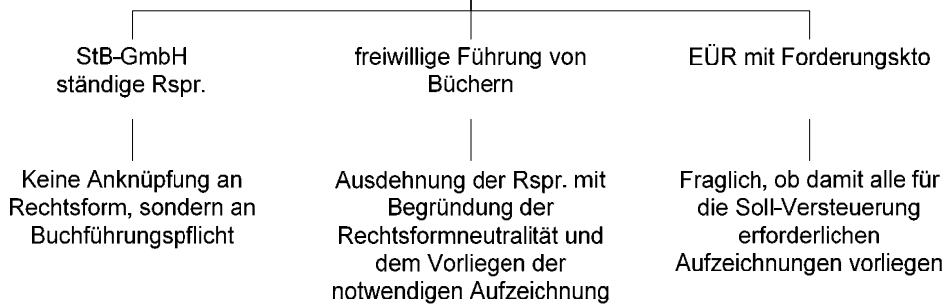 StB-GmbH
ständige Rspr.
freiwillige Führung von
Büchern
EÜR mit Forderungskto
Keine Anknüpfung an
Rechtsform, sondern an
Buchführungspflicht
Ausdehnung der Rspr. mit
Begründung der
Rechtsformneutralität und
dem Vorliegen der
notwendigen Aufzeichnung
Fraglich, ob damit alle für
die Soll-Versteuerung
erforderlichen
Aufzeichnungen vorliegen